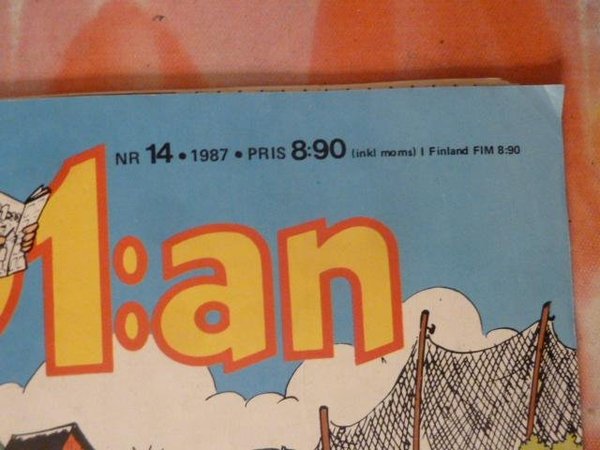 NR 14 • 1987 • PRIS 8:90 (inkl moms) I Finland FIM 8:90
1:an